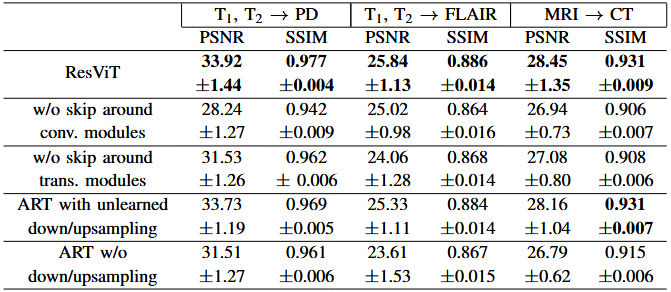 T1, T2 → PD T1, T2 → FLAIR MRI → CT
PSNR SSIM PSNR SSIM PSNR SSIM
ResViT 33.92 0.977 25.84 0.886 28.45 0.931
±1.44 ±0.004 ±1.13 ±0.014 ±1.35 ±0.009
w/o skip around 28.24 0.942 25.02 0.864 26.94 0.906
conv. modules ±1.27 ±0.009 ±0.98 ±0.016 ±0.73 ±0.007
w/o skip around 31.53 0.962 24.06 0.868 27.08 0.908
trans. modules ±1.26 ± 0.006 ±1.28 ±0.014 ±0.80 ±0.006
ART with unlearned 33.73 0.969 25.33 0.884 28.16 0.931
down/upsampling ±1.19 ±0.005 ±1.11 ±0.014 ±1.04 ±0.007
ART w/o 31.51 0.961 23.61 0.867 26.79 0.915
down/upsampling ±1.27 ±0.006 ±1.53 ±0.015 ±0.62 ±0.006